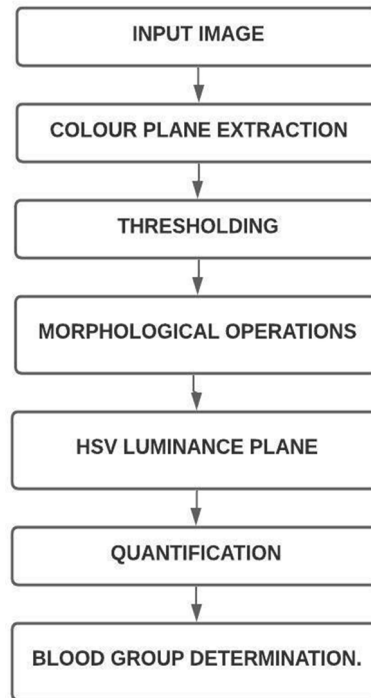 INPUT IMAGE
COLOUR PLANE EXTRACTION
THRESHOLDING
MORPHOLOGICAL OPERATIONS
HSV LUMINANCE PLANE
QUANTIFICATION
BLOOD GROUP DETERMINATION.